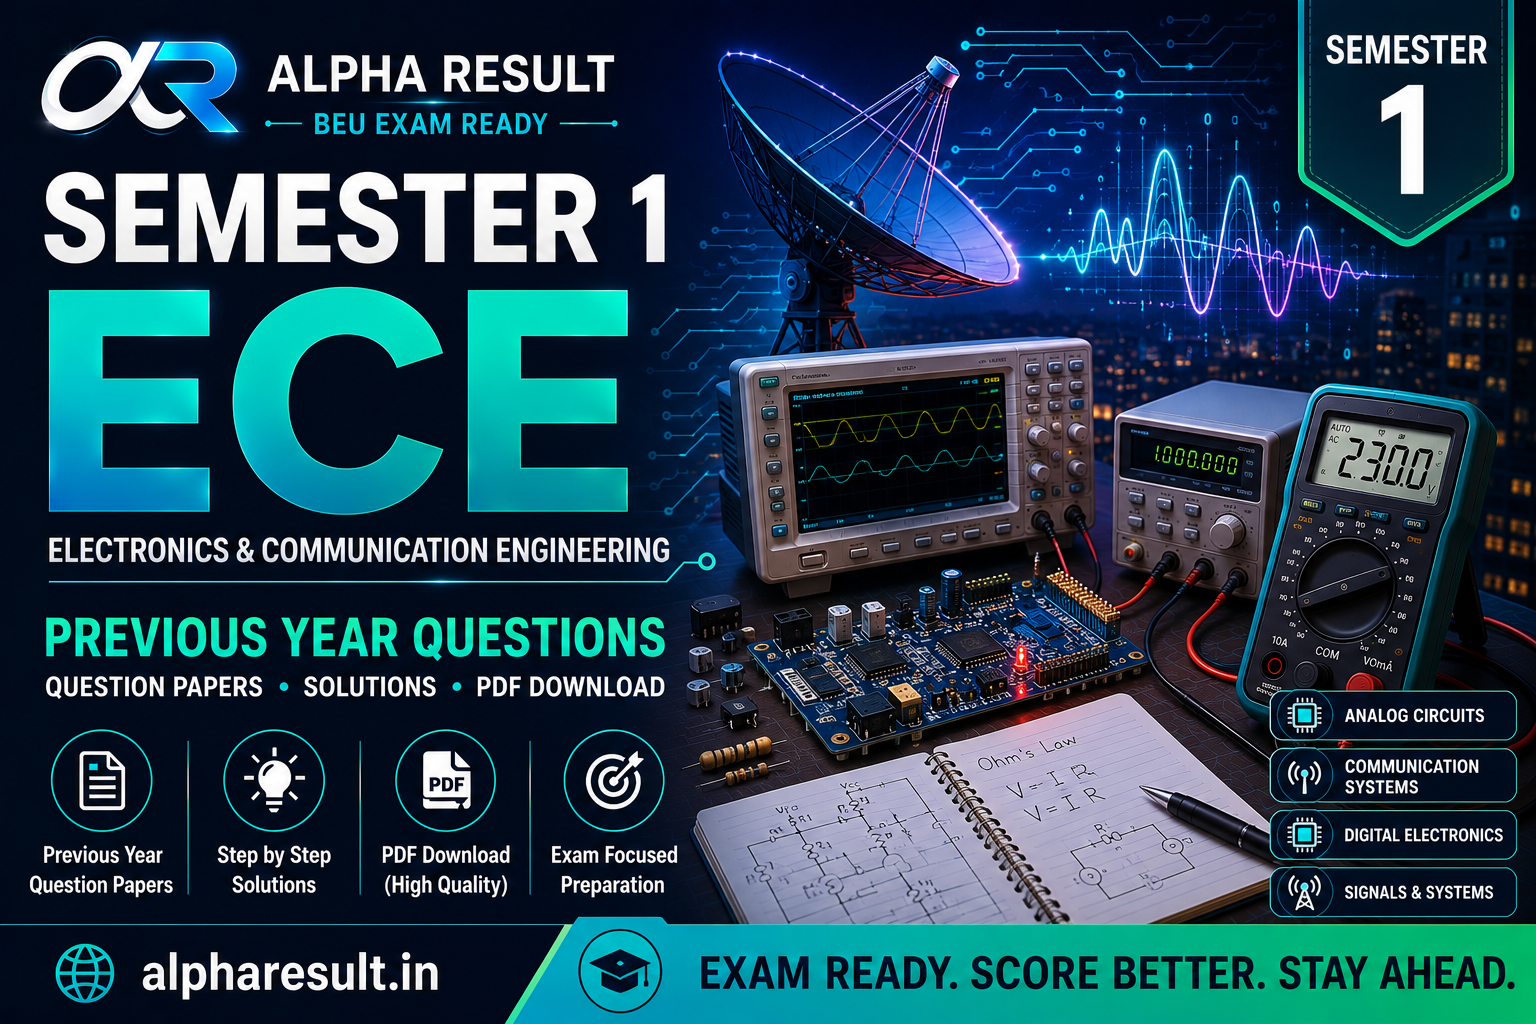 ALPHA RESULT
BEU EXAM READY
SEMESTER 1
ECE
ELECTRONICS & COMMUNICATION ENGINEERING
PREVIOUS YEAR QUESTIONS
QUESTION PAPERS • SOLUTIONS • PDF DOWNLOAD
PDF
Previous Year
Question Papers
Step by Step
Solutions
PDF Download
(High Quality)
Exam Focused
Preparation
SEMESTER
1
1.000.000
AUTO
AC
230.0
V
10A
COM
VΩmA
Ohm's Law
V = I R
V = I R
Vcc
ANALOG CIRCUITS
COMMUNICATION
SYSTEMS
DIGITAL ELECTRONICS
SIGNALS & SYSTEMS
alpharesult.in
EXAM READY. SCORE BETTER. STAY AHEAD.